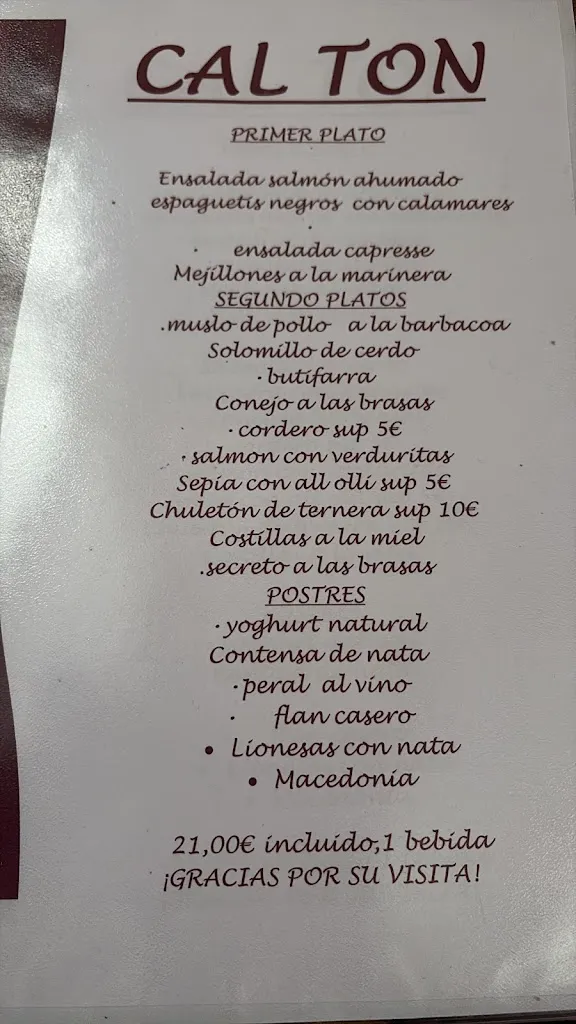 CAL TON
PRIMER PLATO
Ensalada salmón ahumado
· espaguetis negros con calamares
·
· ensalada capresse
Mejillones a la marinera
SEGUNDO PLATOS
.muslo de pollo a la barbacoa
Solomillo de cerdo
· butifarra
Conejo a las brasas
· cordero sup 5€
· salmon con verduritas
Sepia con all olli sup 5€
Chuletón de ternera sup 10€
Costillas a la miel
.secreto a las brasas
POSTRES
· yoghurt natural
Contensa de nata
· peral al vino
· flan casero
• Lionesas con nata
• Macedonia
21,00€ incluido,1 bebida
¡GRACIAS POR SU VISITA!